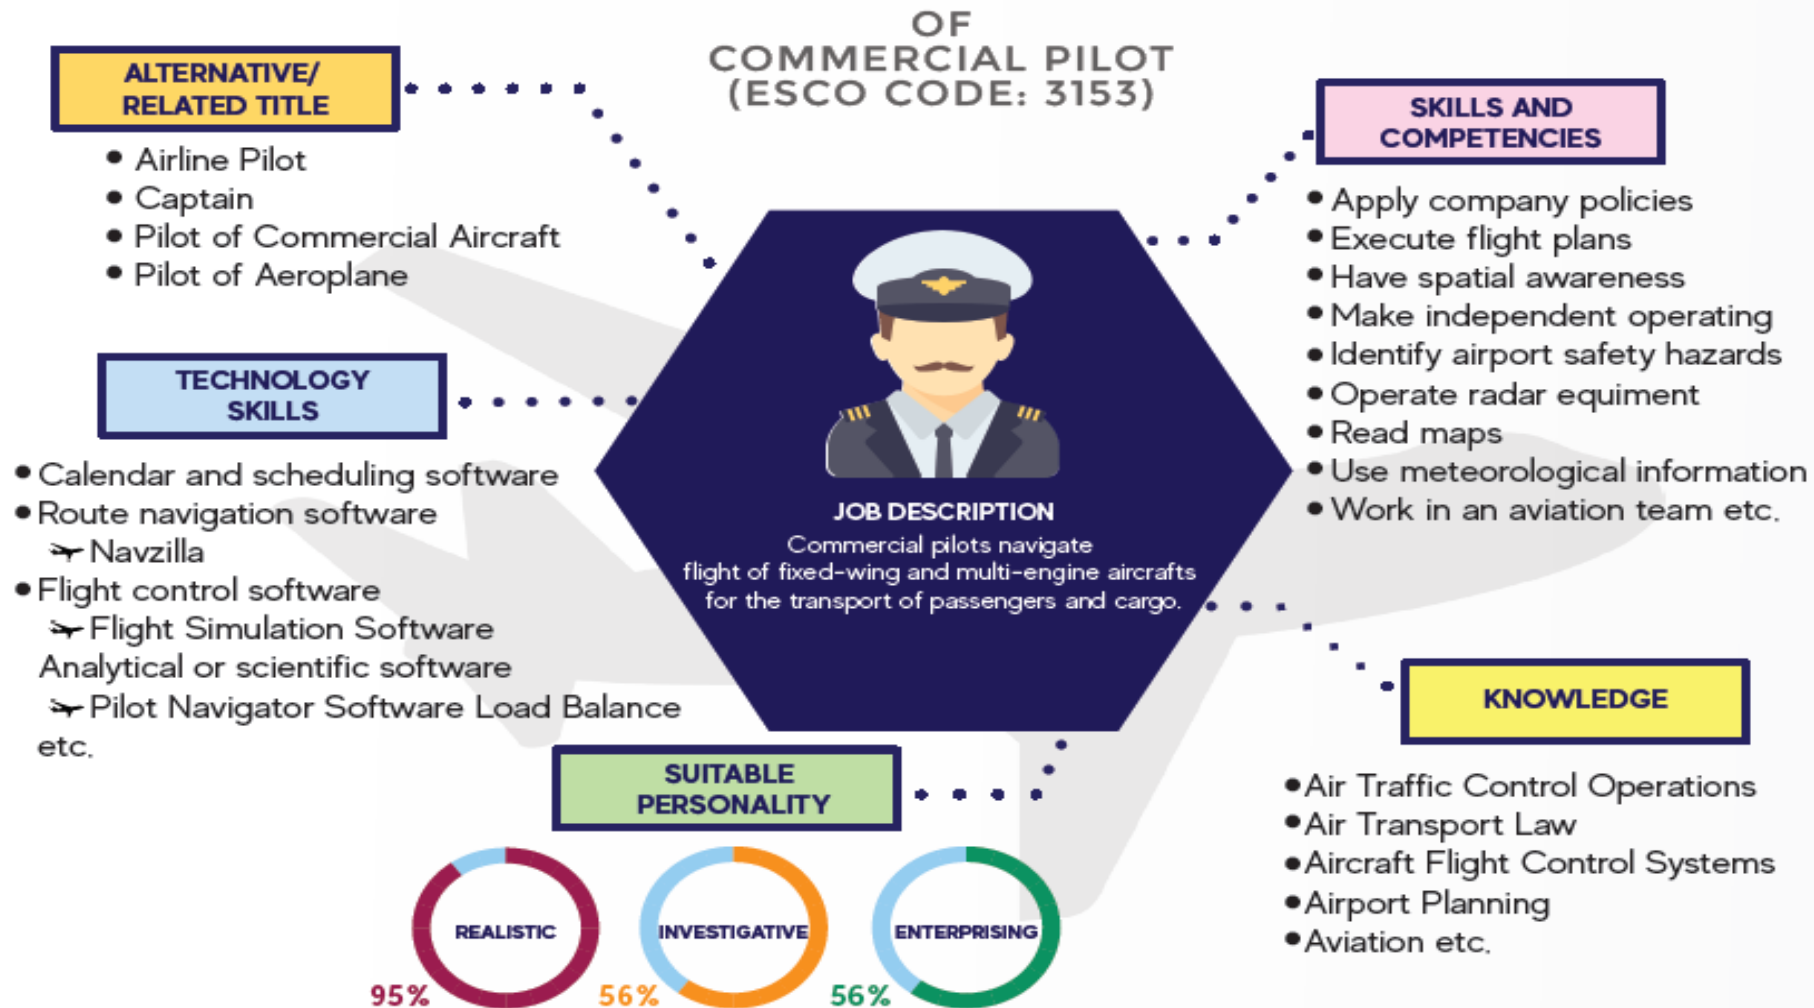 OF
COMMERCIAL PILOT
(ESCO CODE: 3153)
ALTERNATIVE/
RELATED TITLE
• Airline Pilot
• Captain
• Pilot of Commercial Aircraft
• Pilot of Aeroplane
TECHNOLOGY
SKILLS
• Calendar and scheduling software
• Route navigation software
Navzilla
• Flight control software
Flight Simulation Software
Analytical or scientific software
Pilot Navigator Software Load Balance
etc.
JOB DESCRIPTION
Commercial pilots navigate
flight of fixed-wing and multi-engine aircrafts
for the transport of passengers and cargo.
SKILLS AND
COMPETENCIES
• Apply company policies
• Execute flight plans
• Have spatial awareness
• Make independent operating
• Identify airport safety hazards
• Operate radar equiment
• Read maps
• Use meteorological information
• Work in an aviation team etc.
KNOWLEDGE
• Air Traffic Control Operations
• Air Transport Law
• Aircraft Flight Control Systems
• Airport Planning
• Aviation etc.
SUITABLE
PERSONALITY
REALISTIC
95%
INVESTIGATIVE
56%
ENTERPRISING
56%